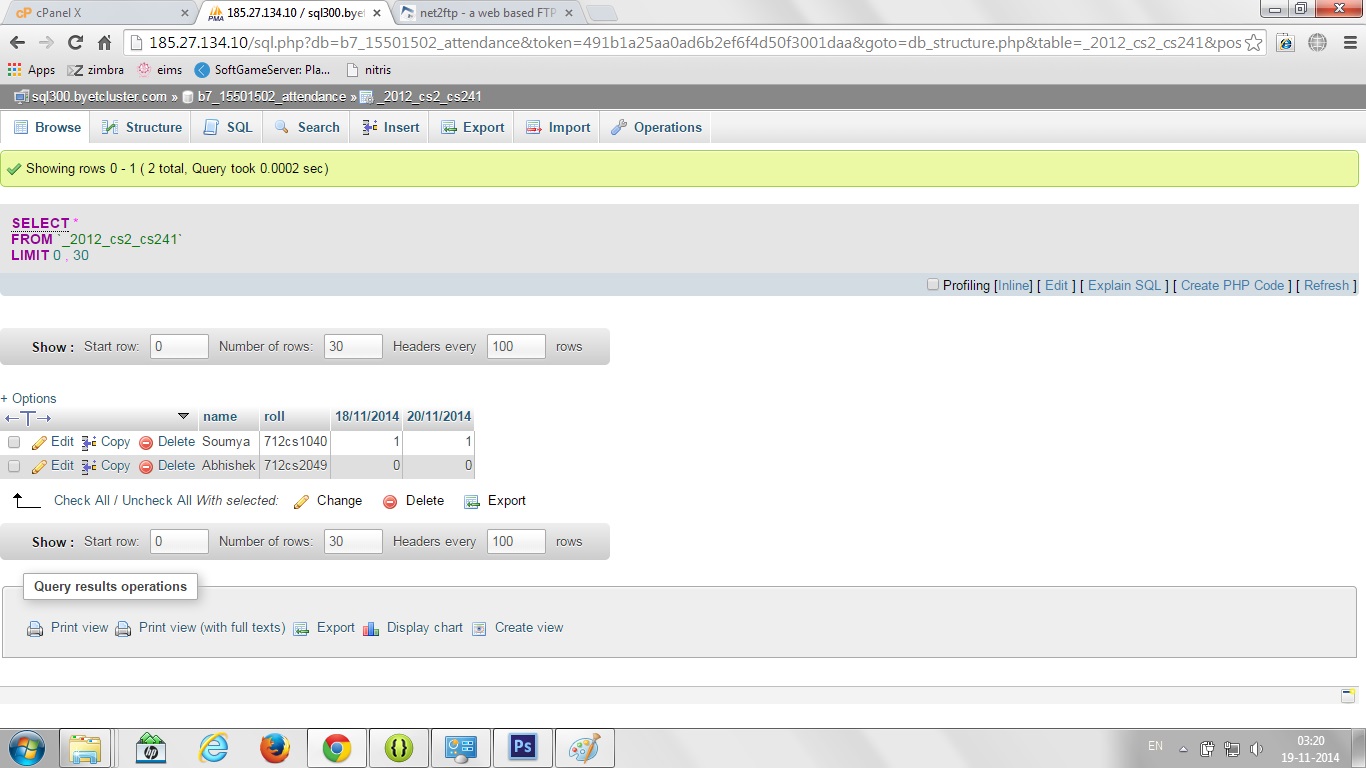 cPanel X
185.27.134.10 / sql300.bye
net2ftp - a web based FTP
185.27.134.10/sql.php?db=b7_15501502_attendance&token=491b1a25aa0ad6b2ef6f4d50f3001daa&goto=db_structure.php&table=_2012_cs2_cs241&pos
Apps zimbra eims SoftGameServer: Pla... nitris
sql300.byetcluster.com » b7_15501502_attendance » _2012_cs2_cs241
Browse Structure SQL Search Insert Export Import Operations
Showing rows 0 - 1 ( 2 total, Query took 0.0002 sec)
SELECT *
FROM `_2012_cs2_cs241`
LIMIT 0 , 30
Profiling [Inline] [ Edit ] [ Explain SQL ] [ Create PHP Code ] [ Refresh ]
Show : Start row: 0 Number of rows: 30 Headers every 100 rows
+ Options
←T→ name roll 18/11/2014 20/11/2014
Edit Copy Delete Soumya 712cs1040 1 1
Edit Copy Delete Abhishek 712cs2049 0 0
Check All / Uncheck All With selected: Change Delete Export
Show : Start row: 0 Number of rows: 30 Headers every 100 rows
Query results operations
Print view Print view (with full texts) Export Display chart Create view
EN
03:20
19-11-2014